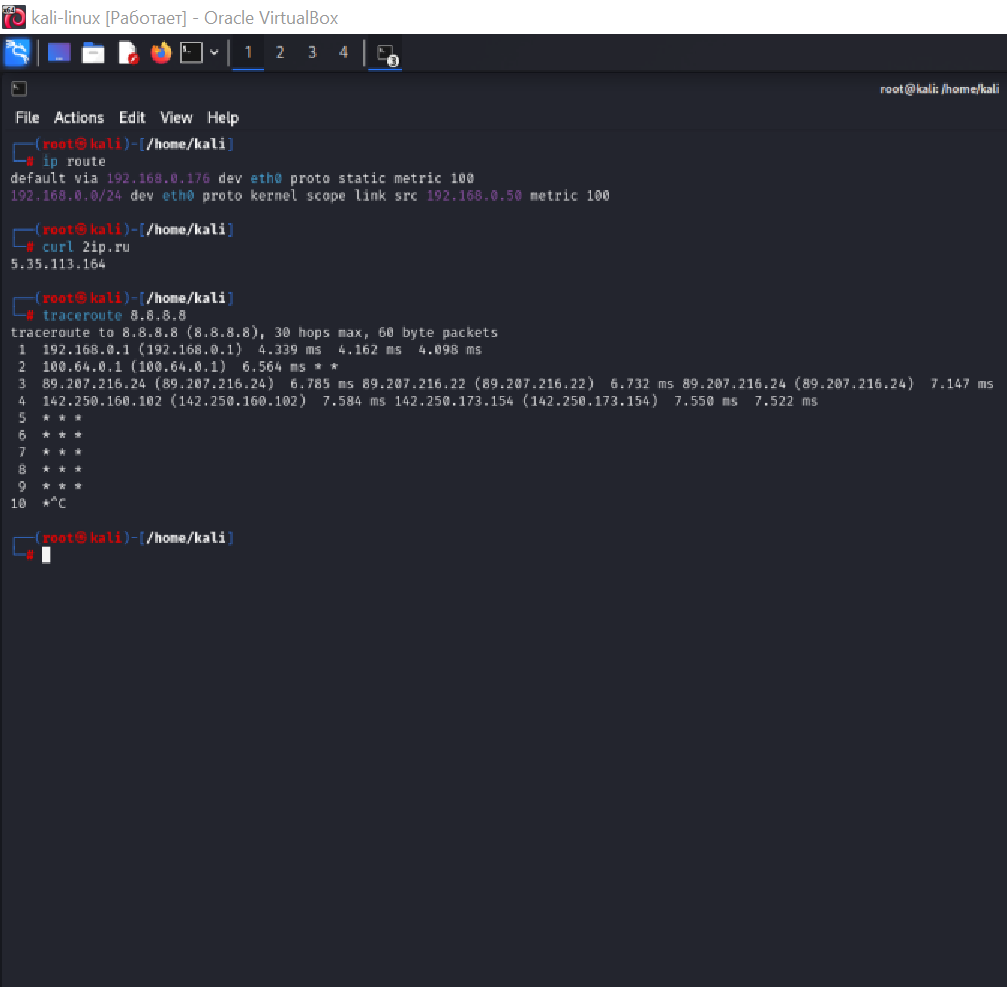 kali-linux [Работает] - Oracle VirtualBox
1 2 3 4 3
root@kali: /home/kali
File Actions Edit View Help
┌──(root㉿kali)-[/home/kali]
└─# ip route
default via 192.168.0.176 dev eth0 proto static metric 100
192.168.0.0/24 dev eth0 proto kernel scope link src 192.168.0.50 metric 100
┌──(root㉿kali)-[/home/kali]
└─# curl 2ip.ru
5.35.113.164
┌──(root㉿kali)-[/home/kali]
└─# traceroute 8.8.8.8
traceroute to 8.8.8.8 (8.8.8.8), 30 hops max, 60 byte packets
 1  192.168.0.1 (192.168.0.1)  4.339 ms  4.162 ms  4.098 ms
 2  100.64.0.1 (100.64.0.1)  6.564 ms * *
 3  89.207.216.24 (89.207.216.24)  6.785 ms 89.207.216.22 (89.207.216.22)  6.732 ms 89.207.216.24 (89.207.216.24)  7.147 ms
 4  142.250.160.102 (142.250.160.102)  7.584 ms 142.250.173.154 (142.250.173.154)  7.550 ms  7.522 ms
 5  * * *
 6  * * *
 7  * * *
 8  * * *
 9  * * *
10  *^C
┌──(root㉿kali)-[/home/kali]
└─#